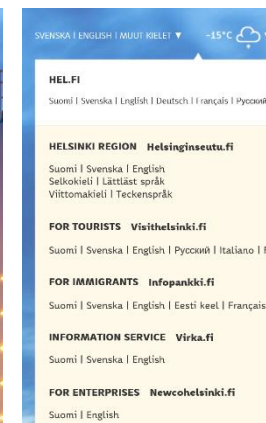 SVENSKA | ENGLISH | MUUT KIELET ▼ -15°C
HEL.FI
Suomi | Svenska | English | Deutsch | Français | Русский
HELSINKI REGION Helsinginseutu.fi
Suomi | Svenska | English
Selkokieli | Lättläst språk
Viittomakieli | Teckenspråk
FOR TOURISTS Visithelsinki.fi
Suomi | Svenska | English | Русский | Italiano |
FOR IMMIGRANTS Infopankki.fi
Suomi | Svenska | English | Eesti keel | Français
INFORMATION SERVICE Virka.fi
Suomi | Svenska | English
FOR ENTERPRISES Newcohelsinki.fi
Suomi | English